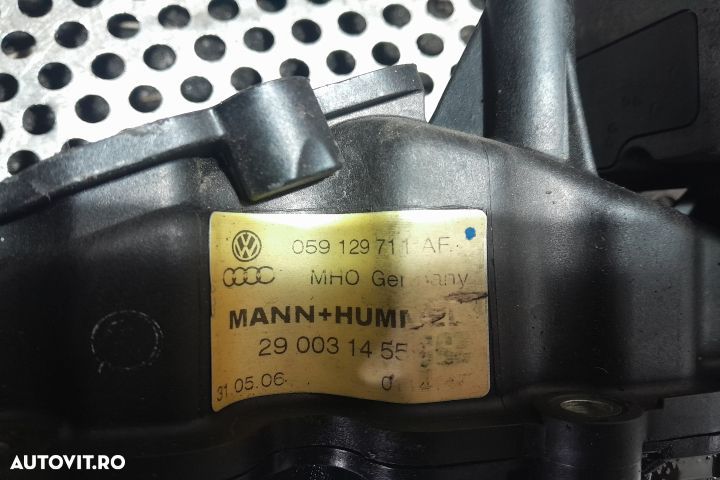 059 129 711 AF
MHO Germany
MANN+HUMMEL
29 003 14 55
31 05.06
AUTOVIT.RO